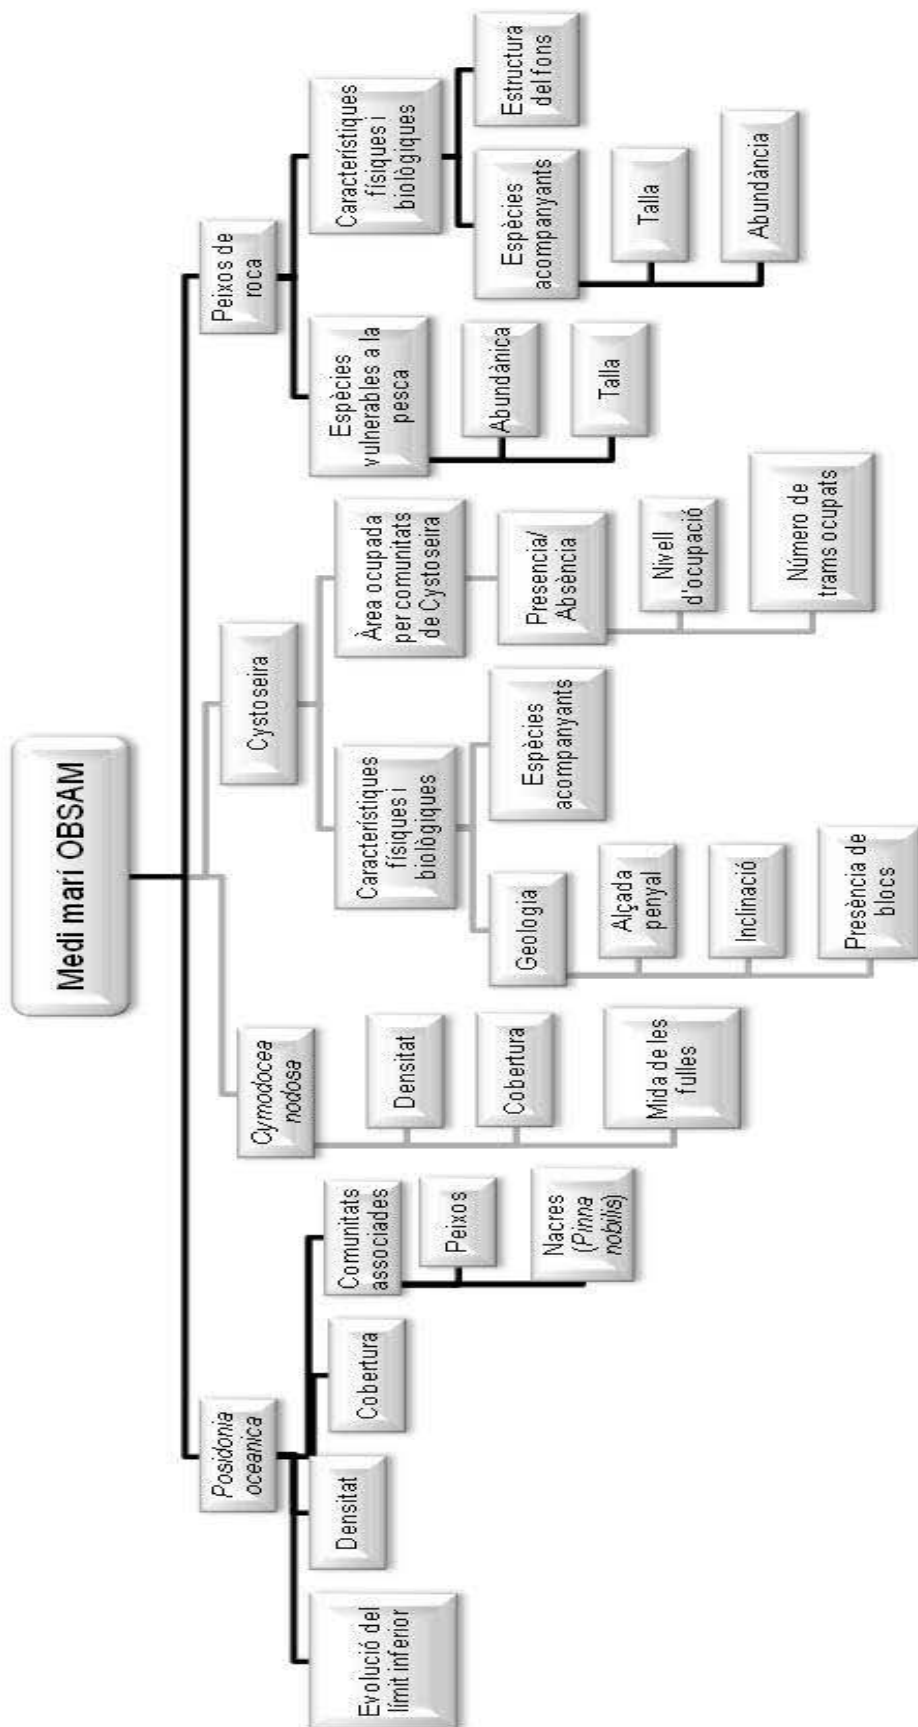 Medi marí OBSAM
Posidonia
oceanica
Evolució del
límit inferior
Densitat
Cobertura
Comunitats
associades
Peixos
Nacres
(Pinna
nobilis)
Cymodocea
nodosa
Densitat
Cobertura
Mida de les
fulles
Cystoseira
Característiques
físiques i
biològiques
Geologia
Alçada
penyal
Inclinació
Presència de
blocs
Espècies
acompanyants
Àrea ocupada
per comunitats
de Cystoseira
Presencia/
Absència
Nivell
d'ocupació
Número de
trams ocupats
Peixos de
roca
Espècies
vulnerables a la
pesca
Abundànica
Talla
Característiques
físiques i
biològiques
Espècies
acompanyants
Talla
Abundància
Estructura
del fons